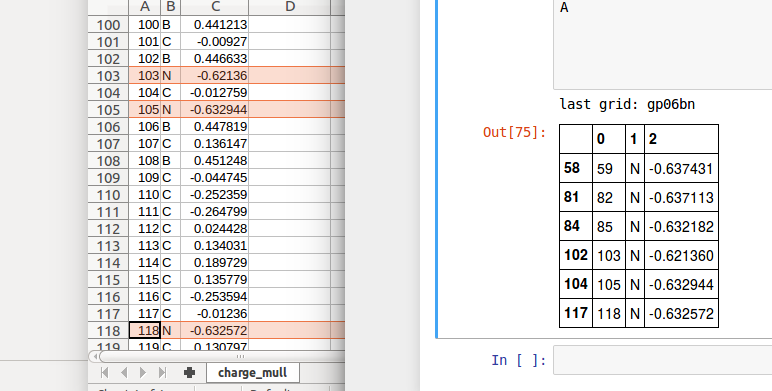 A B C D
100 100 B 0.441213
101 101 C -0.00927
102 102 B 0.446633
103 103 N -0.62136
104 104 C -0.012759
105 105 N -0.632944
106 106 B 0.447819
107 107 C 0.136147
108 108 B 0.451248
109 109 C -0.044745
110 110 C -0.252359
111 111 C -0.264799
112 112 C 0.024428
113 113 C 0.134031
114 114 C 0.189729
115 115 C 0.135779
116 116 C -0.253594
117 117 C -0.01236
118 118 N -0.632572
119 119 C 0.130797
charge_mull
A
last grid: gp06bn
Out[75]:
0 1 2
58 59 N -0.637431
81 82 N -0.637113
84 85 N -0.632182
102 103 N -0.621360
104 105 N -0.632944
117 118 N -0.632572
In [ ]: